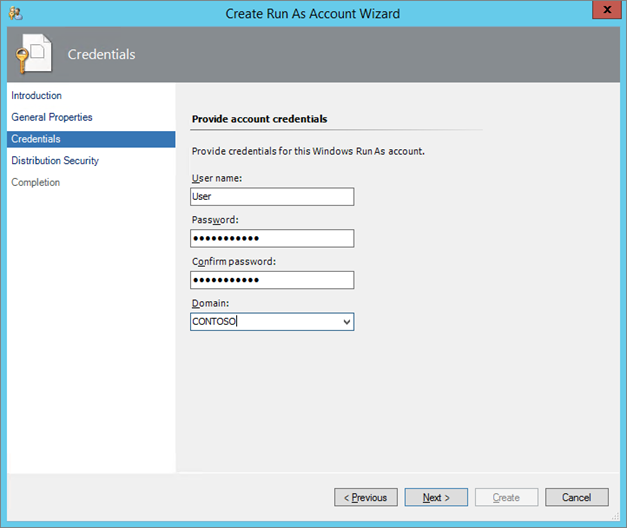 Create Run As Account Wizard
x
Credentials
Introduction
General Properties
Credentials
Distribution Security
Completion
Provide account credentials
Provide credentials for this Windows Run As account.
User name:
User
Password:
●●●●●●●●●●●
Confirm password:
●●●●●●●●●●●
Domain:
CONTOSO
< Previous
Next >
Create
Cancel